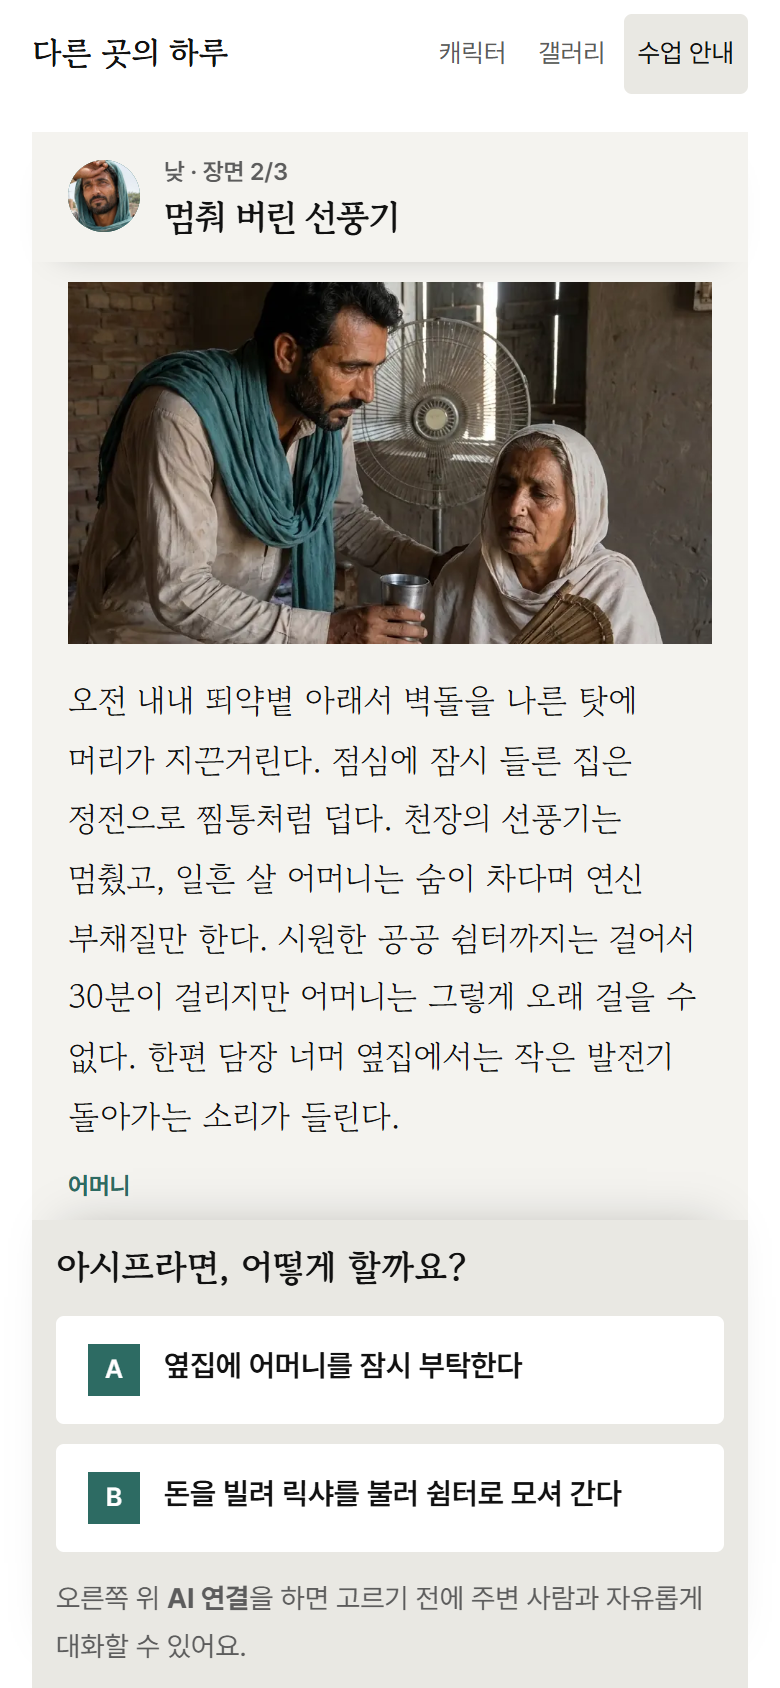 다른 곳의 하루
캐릭터 갤러리 수업 안내
낮 · 장면 2/3
멈춰 버린 선풍기
오전 내내 뙤약볕 아래서 벽돌을 나른 탓에
머리가 지끈거린다. 점심에 잠시 들른 집은
정전으로 찜통처럼 덥다. 천장의 선풍기는
멈췄고, 일흔 살 어머니는 숨이 차다며 연신
부채질만 한다. 시원한 공공 쉼터까지는 걸어서
30분이 걸리지만 어머니는 그렇게 오래 걸을 수
없다. 한편 담장 너머 옆집에서는 작은 발전기
돌아가는 소리가 들린다.
어머니
아시프라면, 어떻게 할까요?
A 옆집에 어머니를 잠시 부탁한다
B 돈을 빌려 릭샤를 불러 쉼터로 모셔 간다
오른쪽 위 AI 연결을 하면 고르기 전에 주변 사람과 자유롭게
대화할 수 있어요.